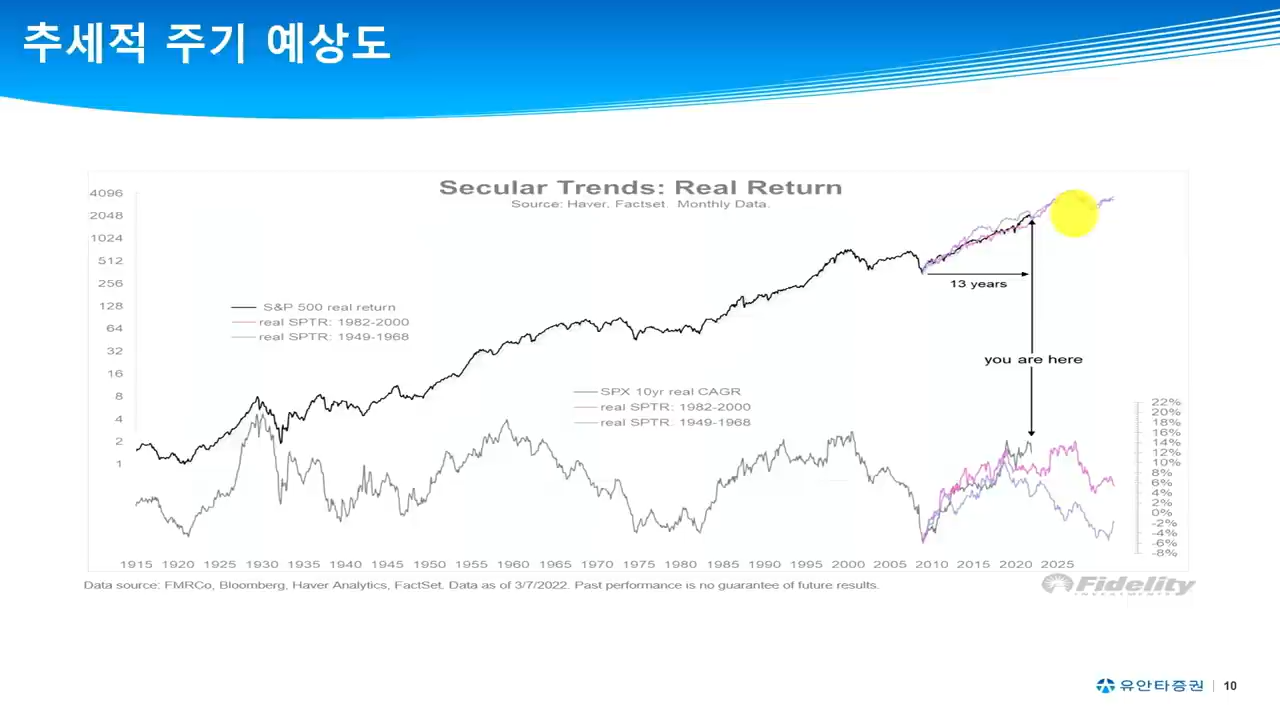 추세적 주기 예상도
Secular Trends: Real Return
Source: Haver, Factset. Monthly Data.
4096
2048
1024
512
256
128
64
32
16
8
4
2
1
S&P 500 real return
real SPTR: 1982-2000
real SPTR: 1949-1968
13 years
you are here
SPX 10yr real CAGR
real SPTR: 1982-2000
real SPTR: 1949-1968
22%
20%
18%
16%
14%
12%
10%
8%
6%
4%
2%
0%
-2%
-4%
-6%
-8%
1915 1920 1925 1930 1935 1940 1945 1950 1955 1960 1965 1970 1975 1980 1985 1990 1995 2000 2005 2010 2015 2020 2025
Data source: FMRCo, Bloomberg, Haver Analytics, FactSet. Data as of 3/7/2022. Past performance is no guarantee of future results.
Fidelity
INVESTMENTS
유안타증권 10